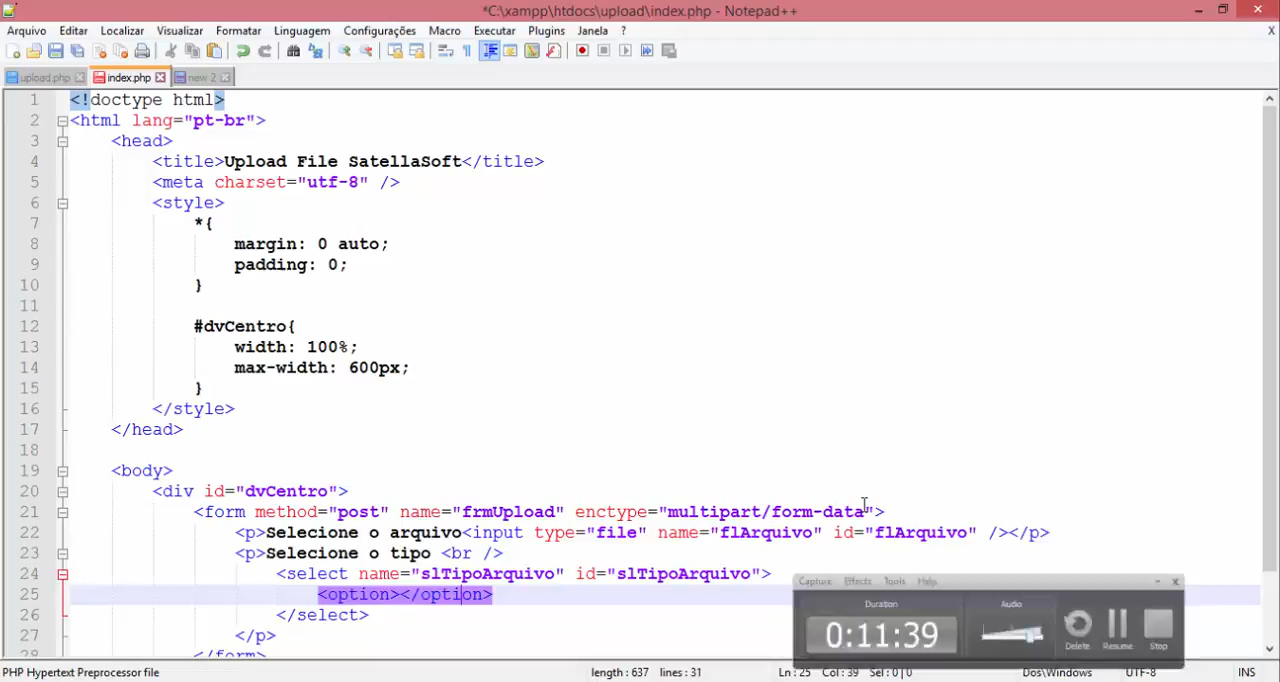 *C:\xampp\htdocs\upload\index.php - Notepad++
Arquivo Editar Localizar Visualizar Formatar Linguagem Configurações Macro Executar Plugins Janela ? X
upload.php index.php new 2
1 <!doctype html>
2 <html lang="pt-br">
3 <head>
4 <title>Upload File SatellaSoft</title>
5 <meta charset="utf-8" />
6 <style>
7 *{
8 margin: 0 auto;
9 padding: 0;
10 }
11
12 #dvCentro{
13 width: 100%;
14 max-width: 600px;
15 }
16 </style>
17 </head>
18
19 <body>
20 <div id="dvCentro">
21 <form method="post" name="frmUpload" enctype="multipart/form-data">
22 <p>Selecione o arquivo<input type="file" name="flArquivo" id="flArquivo" /></p>
23 <p>Selecione o tipo <br />
24 <select name="slTipoArquivo" id="slTipoArquivo">
25 <option></option>
26 </select>
27 </p>
28 </form>
Capture Effects Tools Help
Duration Audio
0:11:39
Delete Resume Stop
PHP Hypertext Preprocessor file length : 637 lines : 31 Ln : 25 Col : 39 Sel : 0 | 0 Dos\Windows UTF-8 INS